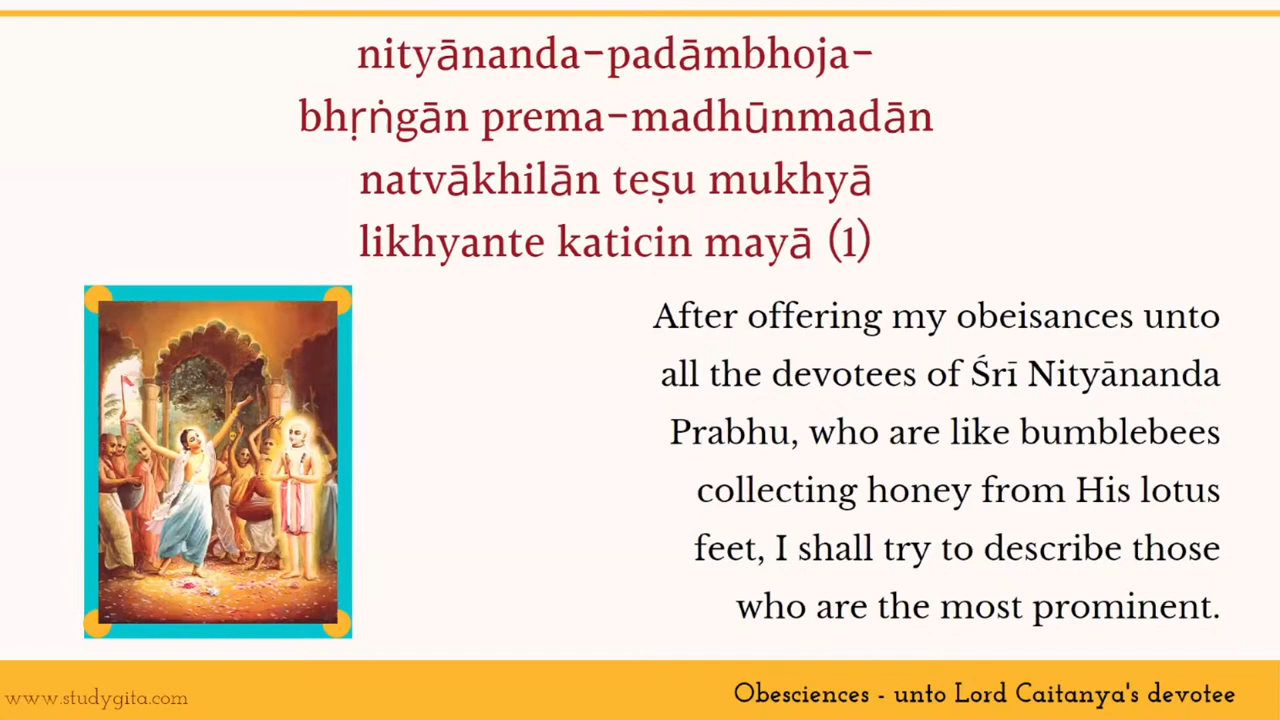 nityānanda-padāmbhoja-
bhṛṅgān prema-madhūnmadān
natvākhilān teṣu mukhyā
likhyante katicin mayā (1)
After offering my obeisances unto
all the devotees of Śrī Nityānanda
Prabhu, who are like bumblebees
collecting honey from His lotus
feet, I shall try to describe those
who are the most prominent.
www.studygita.com
Obesciences - unto Lord Caitanya's devotee